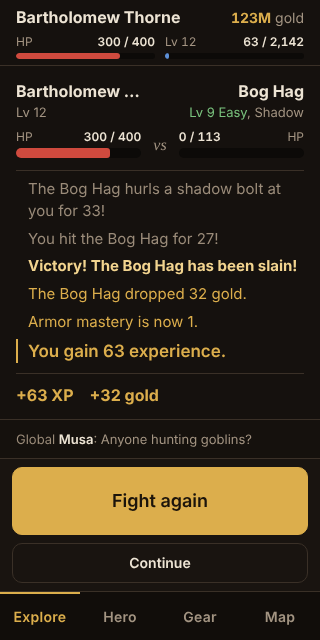 Bartholomew Thorne 123M gold
HP 300 / 400 Lv 12 63 / 2,142
Bartholomew ... Bog Hag
Lv 12 Lv 9 Easy, Shadow
HP 300 / 400 vs 0 / 113 HP
The Bog Hag hurls a shadow bolt at
you for 33!
You hit the Bog Hag for 27!
Victory! The Bog Hag has been slain!
The Bog Hag dropped 32 gold.
Armor mastery is now 1.
You gain 63 experience.
+63 XP +32 gold
Global Musa: Anyone hunting goblins?
Fight again
Continue
Explore Hero Gear Map